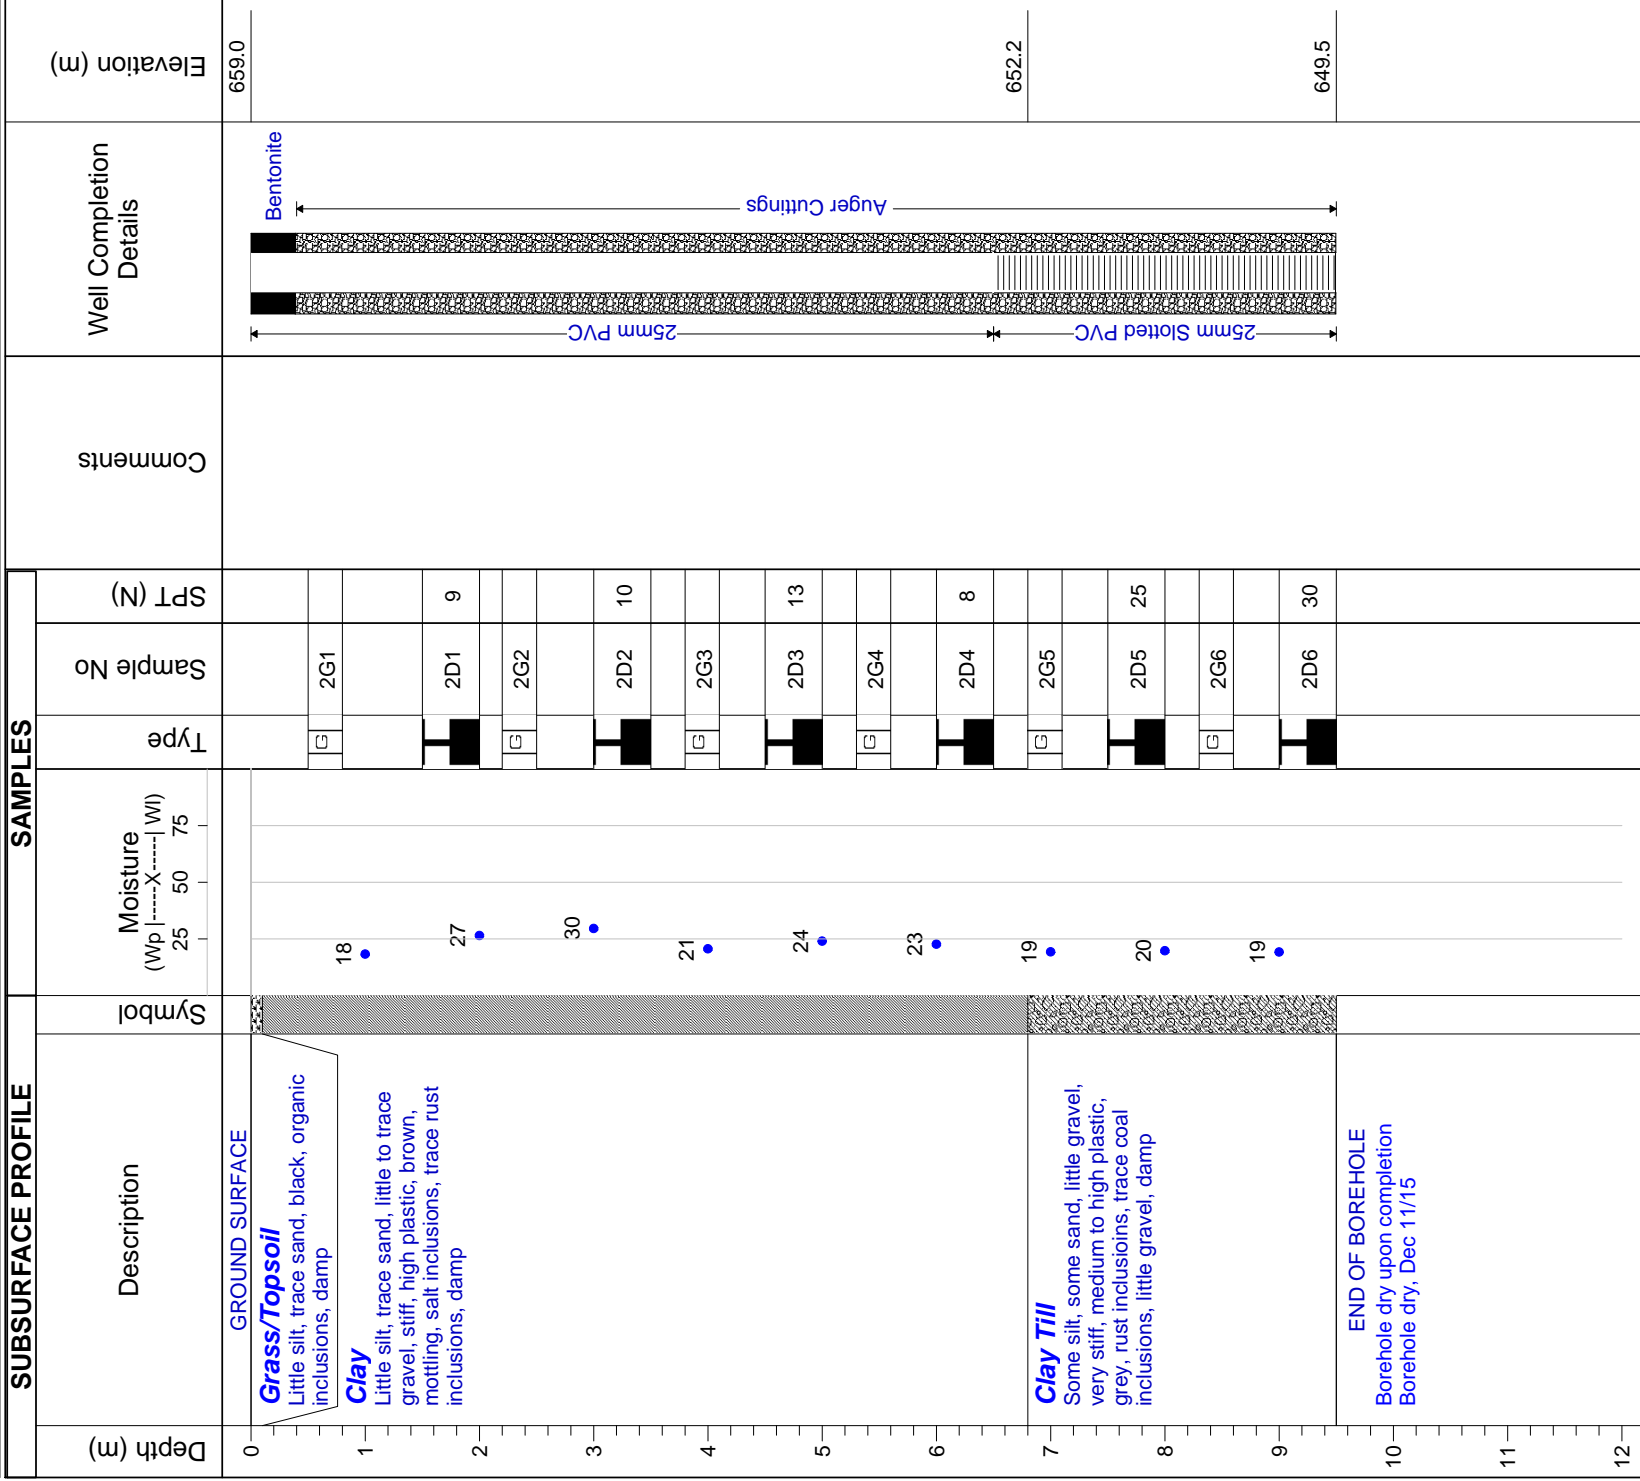 SUBSURFACE PROFILE
SAMPLES
Depth (m)
Description
Symbol
Moisture
(Wp |-----X-----| Wl)
25 50 75
Type
Sample No
SPT (N)
Comments
Well Completion
Details
Elevation (m)
0
GROUND SURFACE
659.0
Grass/Topsoil
Little silt, trace sand, black, organic
inclusions, damp
Clay
Little silt, trace sand, little to trace
gravel, stiff, high plastic, brown,
mottling, salt inclusions, trace rust
inclusions, damp
Clay Till
Some silt, some sand, little gravel,
very stiff, medium to high plastic,
grey, rust inclusioins, trace coal
inclusions, little gravel, damp
END OF BOREHOLE
Borehole dry upon completion
Borehole dry, Dec 11/15
1
2
3
4
5
6
7
8
9
10
11
12
18
27
30
21
24
23
19
20
19
G
G
G
G
G
G
2G1
2D1 9
2G2
2D2 10
2G3
2D3 13
2G4
2D4 8
2G5
2D5 25
2G6
2D6 30
25mm PVC
25mm Slotted PVC
Bentonite
Auger Cuttings
652.2
649.5